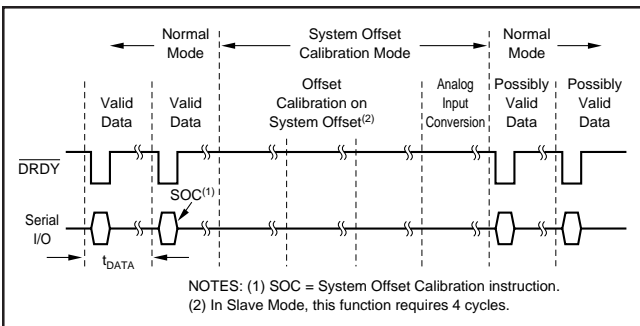 Normal
Mode
System Offset
Calibration Mode
Normal
Mode
Valid
Data
Valid
Data
Offset
Calibration on
System Offset(2)
Analog
Input
Conversion
Possibly
Valid
Data
Possibly
Valid
Data
DRDY
SOC(1)
Serial
I/O
tDATA
NOTES: (1) SOC = System Offset Calibration instruction.
(2) In Slave Mode, this function requires 4 cycles.